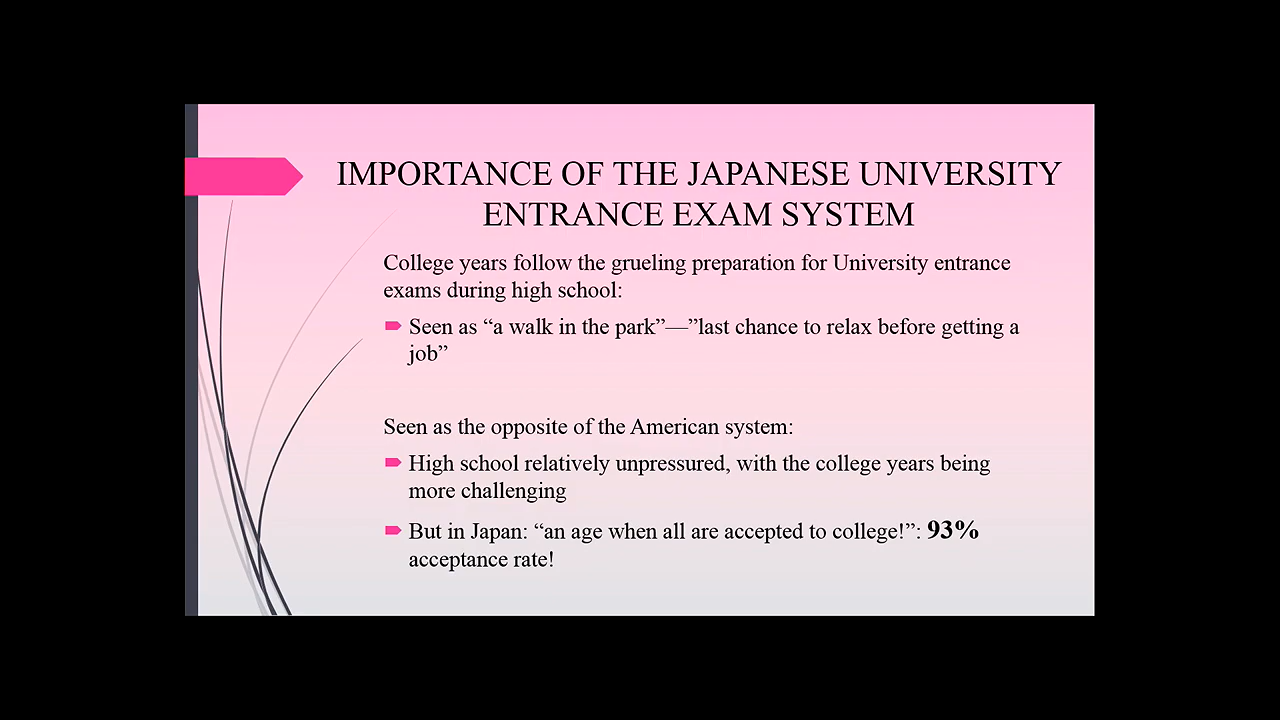 IMPORTANCE OF THE JAPANESE UNIVERSITY
ENTRANCE EXAM SYSTEM
College years follow the grueling preparation for University entrance
exams during high school:
Seen as “a walk in the park”—”last chance to relax before getting a
job”
Seen as the opposite of the American system:
High school relatively unpressured, with the college years being
more challenging
But in Japan: “an age when all are accepted to college!”: 93%
acceptance rate!